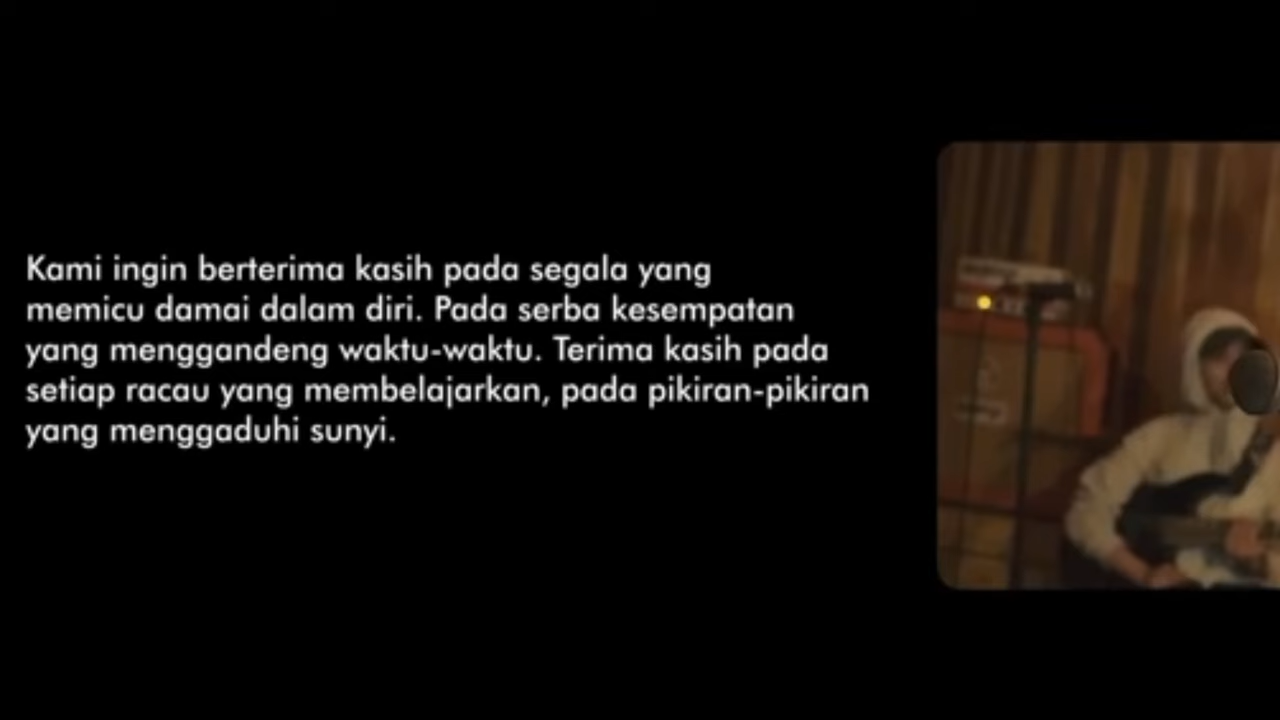 Kami ingin berterima kasih pada segala yang
memicu damai dalam diri. Pada serba kesempatan
yang menggandeng waktu-waktu. Terima kasih pada
setiap racau yang membelajarkan, pada pikiran-pikiran
yang menggaduhi sunyi.